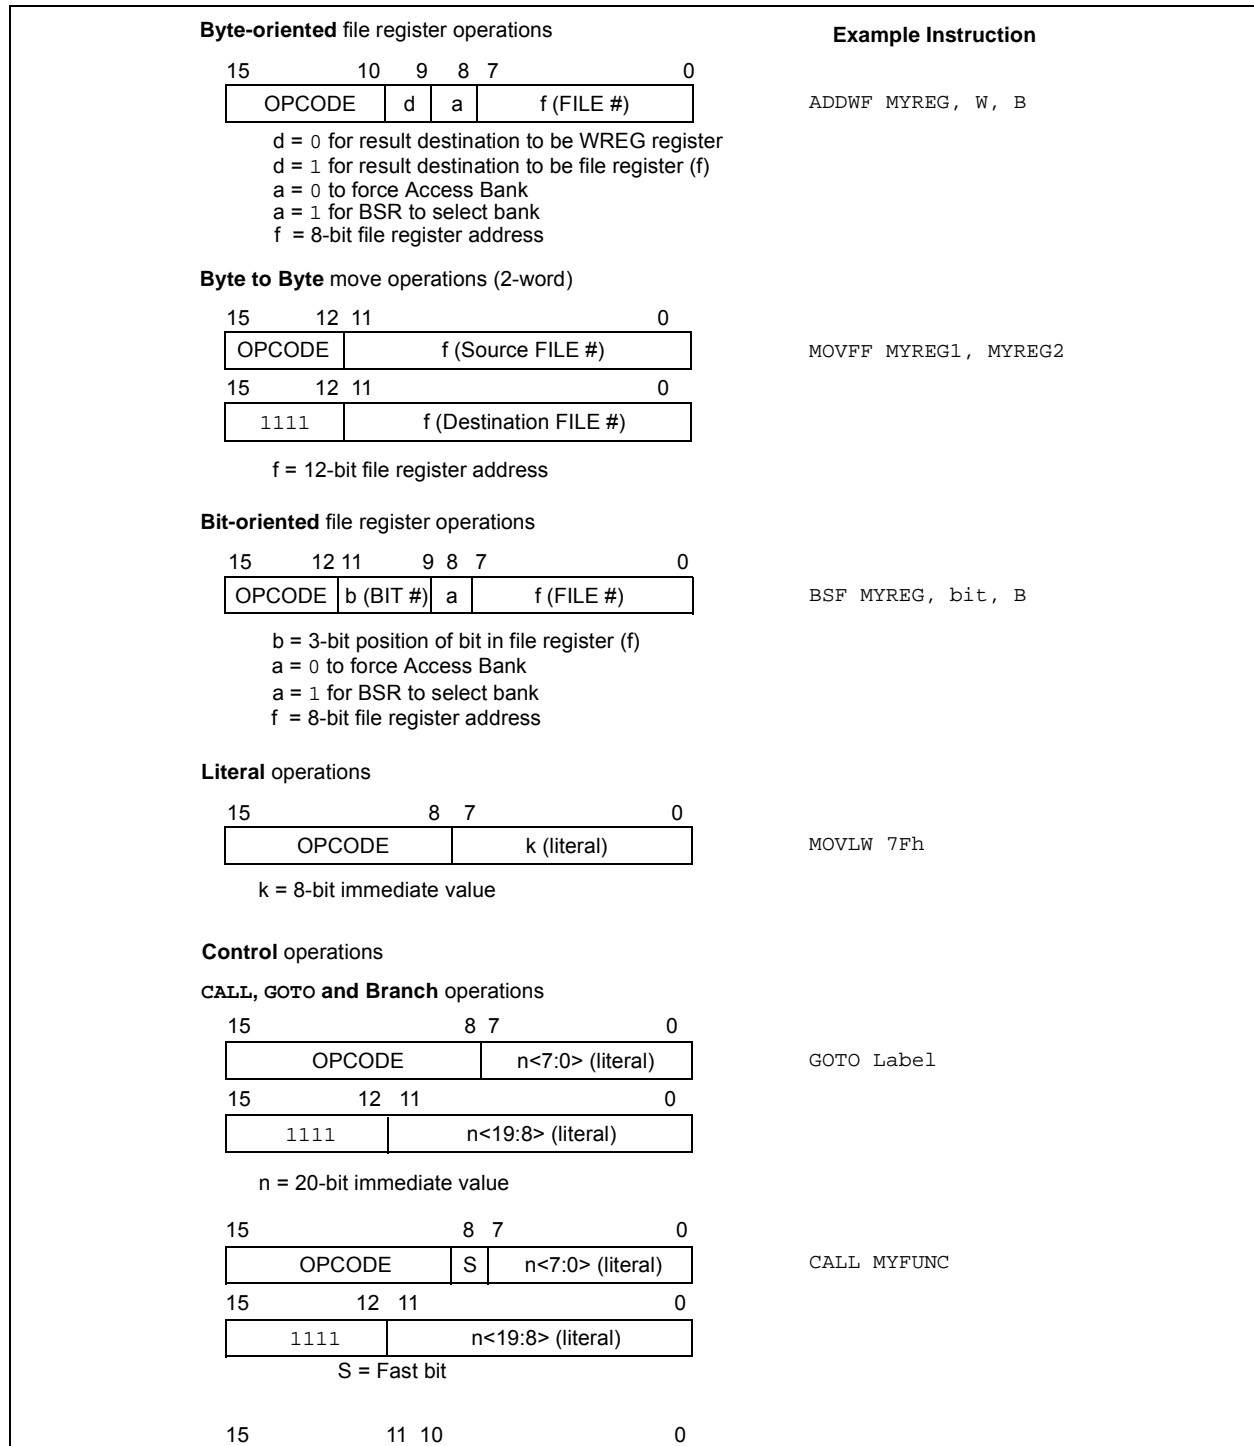 Byte-oriented file register operations
Example Instruction
15 10 9 8 7 0
OPCODE d a f (FILE #)
ADDWF MYREG, W, B
d = 0 for result destination to be WREG register
d = 1 for result destination to be file register (f)
a = 0 to force Access Bank
a = 1 for BSR to select bank
f = 8-bit file register address
Byte to Byte move operations (2-word)
15 12 11 0
OPCODE f (Source FILE #)
MOVFF MYREG1, MYREG2
15 12 11 0
1111 f (Destination FILE #)
f = 12-bit file register address
Bit-oriented file register operations
15 12 11 9 8 7 0
OPCODE b (BIT #) a f (FILE #)
BSF MYREG, bit, B
b = 3-bit position of bit in file register (f)
a = 0 to force Access Bank
a = 1 for BSR to select bank
f = 8-bit file register address
Literal operations
15 8 7 0
OPCODE k (literal)
MOVLW 7Fh
k = 8-bit immediate value
Control operations
CALL, GOTO and Branch operations
15 8 7 0
OPCODE n<7:0> (literal)
GOTO Label
15 12 11 0
1111 n<19:8> (literal)
n = 20-bit immediate value
15 8 7 0
OPCODE S n<7:0> (literal)
CALL MYFUNC
15 12 11 0
1111 n<19:8> (literal)
S = Fast bit
15 11 10 0